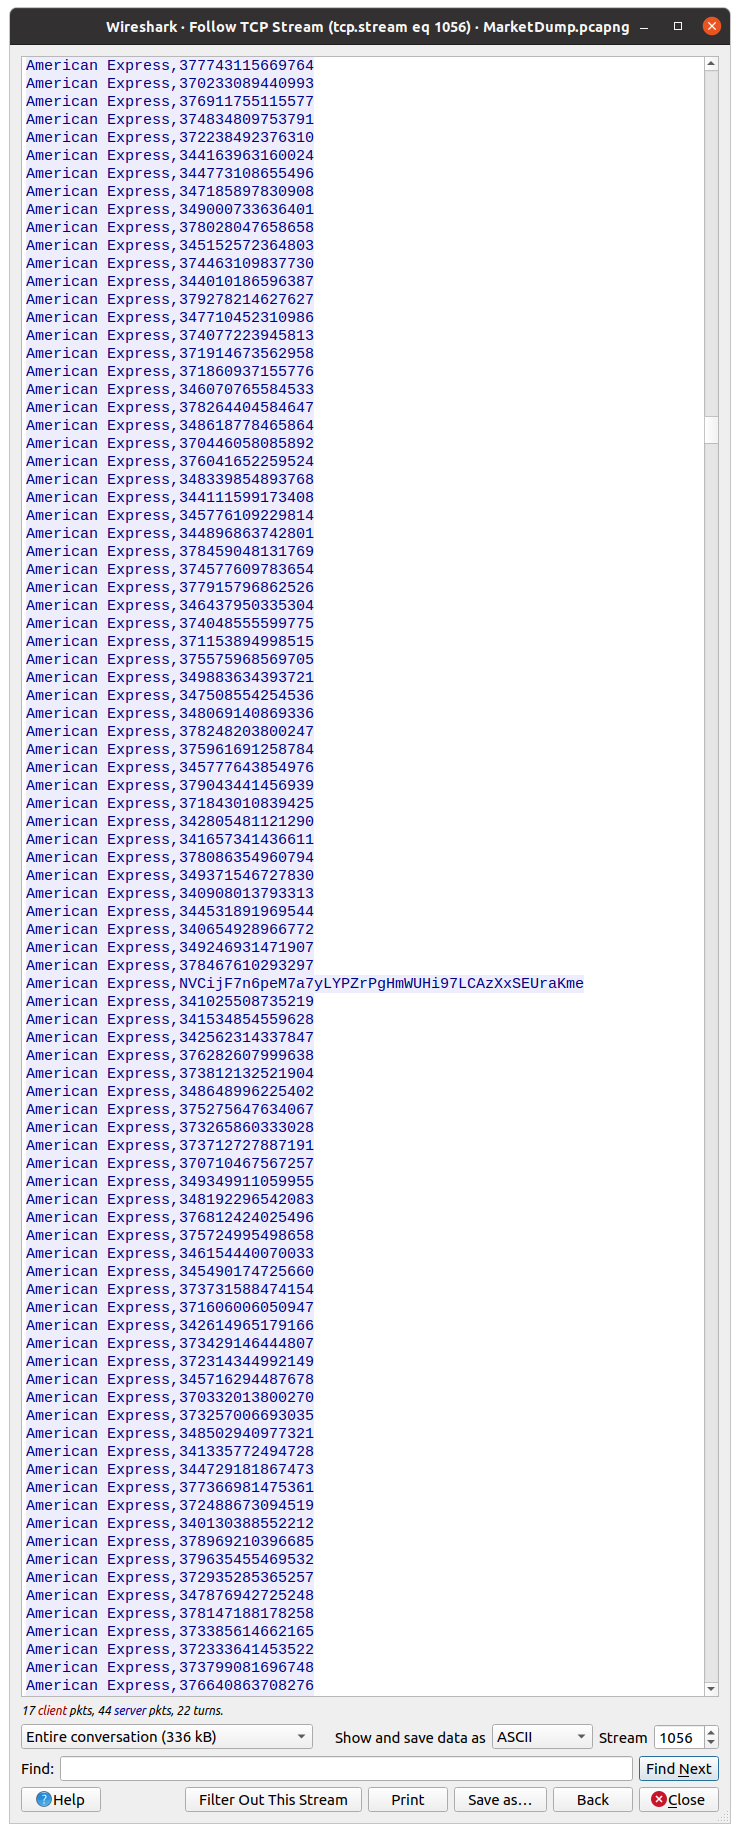 Wireshark · Follow TCP Stream (tcp.stream eq 1056) · MarketDump.pcapng
American Express,377743115669764
American Express,370233089440993
American Express,376911755115577
American Express,374834809753791
American Express,372238492376310
American Express,344163963160024
American Express,344773108655496
American Express,347185897830908
American Express,349000733636401
American Express,378028047658658
American Express,345152572364803
American Express,374463109837730
American Express,344010186596387
American Express,379278214627627
American Express,347710452310986
American Express,374077223945813
American Express,371914673562958
American Express,371860937155776
American Express,346070765584533
American Express,378264404584647
American Express,348618778465864
American Express,370446058085892
American Express,376041652259524
American Express,348339854893768
American Express,344111599173408
American Express,345776109229814
American Express,344896863742801
American Express,378459048131769
American Express,374577609783654
American Express,377915796862526
American Express,346437950335304
American Express,374048555599775
American Express,371153894998515
American Express,375575968569705
American Express,349883634393721
American Express,347508554254536
American Express,348069140869336
American Express,378248203800247
American Express,375961691258784
American Express,345777643854976
American Express,379043441456939
American Express,371843010839425
American Express,342805481121290
American Express,341657341436611
American Express,378086354960794
American Express,349371546727830
American Express,340908013793313
American Express,344531891969544
American Express,340654928966772
American Express,349246931471907
American Express,378467610293297
American Express,NVCijF7n6peM7a7yLYPZrPgHmWUHi97LCAzXxSEUraKme
American Express,341025508735219
American Express,341534854559628
American Express,342562314337847
American Express,376282607999638
American Express,373812132521904
American Express,348648996225402
American Express,375275647634067
American Express,373265860333028
American Express,373712727887191
American Express,370710467567257
American Express,349349911059955
American Express,348192296542083
American Express,376812424025496
American Express,375724995498658
American Express,346154440070033
American Express,345490174725660
American Express,373731588474154
American Express,371606006050947
American Express,342614965179166
American Express,373429146444807
American Express,372314344992149
American Express,345716294487678
American Express,370332013800270
American Express,373257006693035
American Express,348502940977321
American Express,341335772494728
American Express,344729181867473
American Express,377366981475361
American Express,372488673094519
American Express,340130388552212
American Express,378969210396685
American Express,379635455469532
American Express,372935285365257
American Express,347876942725248
American Express,378147188178258
American Express,373385614662165
American Express,372333641453522
American Express,373799081696748
American Express,376640863708276
17 client pkts, 44 server pkts, 22 turns.
Entire conversation (336 kB) Show and save data as ASCII Stream 1056
Find: Find Next
Help Filter Out This Stream Print Save as… Back Close